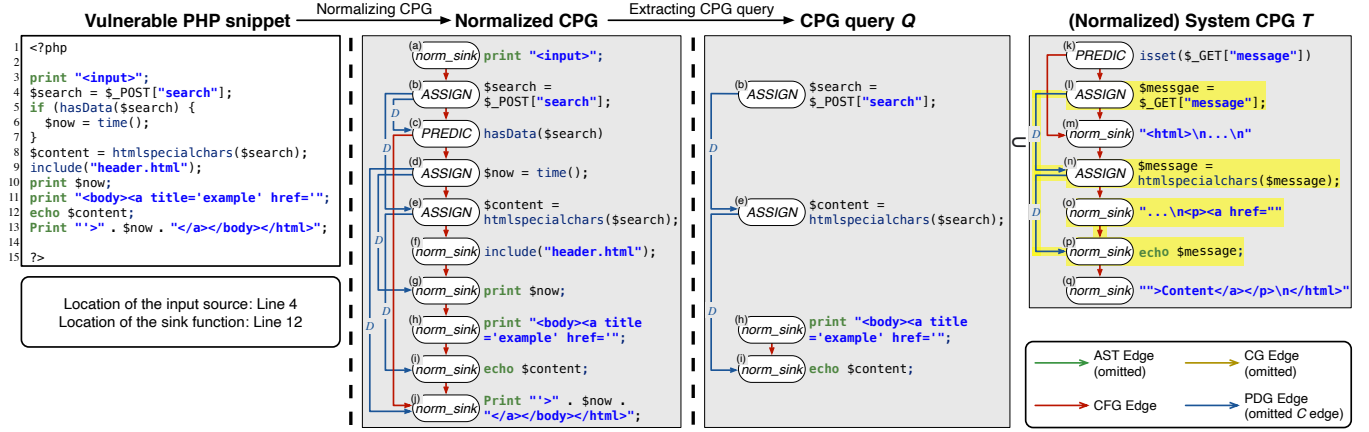 Vulnerable PHP snippet
Normalizing CPG
Normalized CPG
Extracting CPG query
CPG query Q
(Normalized) System CPG T
1 <?php
2
3 print "<input>";
4 $search = $_POST["search"];
5 if (hasData($search) {
6 $now = time();
7 }
8 $content = htmlspecialchars($search);
9 include("header.html");
10 print $now;
11 print "<body><a title='example' href='";
12 echo $content;
13 Print "'>" . $now . "</a></body></html>";
14
15 ?>
Location of the input source: Line 4
Location of the sink function: Line 12
(a) norm_sink print "<input>";
(b) ASSIGN $search =
$_POST["search"];
D
(c) PREDIC hasData($search)
D
(d) ASSIGN $now = time();
(e) ASSIGN $content =
htmlspecialchars($search);
(f) norm_sink include("header.html");
D
(g) norm_sink print $now;
D
D
(h) norm_sink print "<body><a title
='example' href='";
(i) norm_sink echo $content;
(j) norm_sink Print "'>" . $now .
"</a></body></html>";
(b) ASSIGN $search =
$_POST["search"];
D
(e) ASSIGN $content =
htmlspecialchars($search);
D
(h) norm_sink print "<body><a title
='example' href='";
(i) norm_sink echo $content;
⊂
(k) PREDIC isset($_GET["message"])
(l) ASSIGN $messgae =
$_GET["message"];
D
(m) norm_sink "<html>\n...\n"
(n) ASSIGN $message =
htmlspecialchars($message);
D
(o) norm_sink "...\n<p><a href=""
(p) norm_sink echo $message;
(q) norm_sink "">Content</a></p>\n</html>"
AST Edge
(omitted)
CG Edge
(omitted)
CFG Edge
PDG Edge
(omitted C edge)